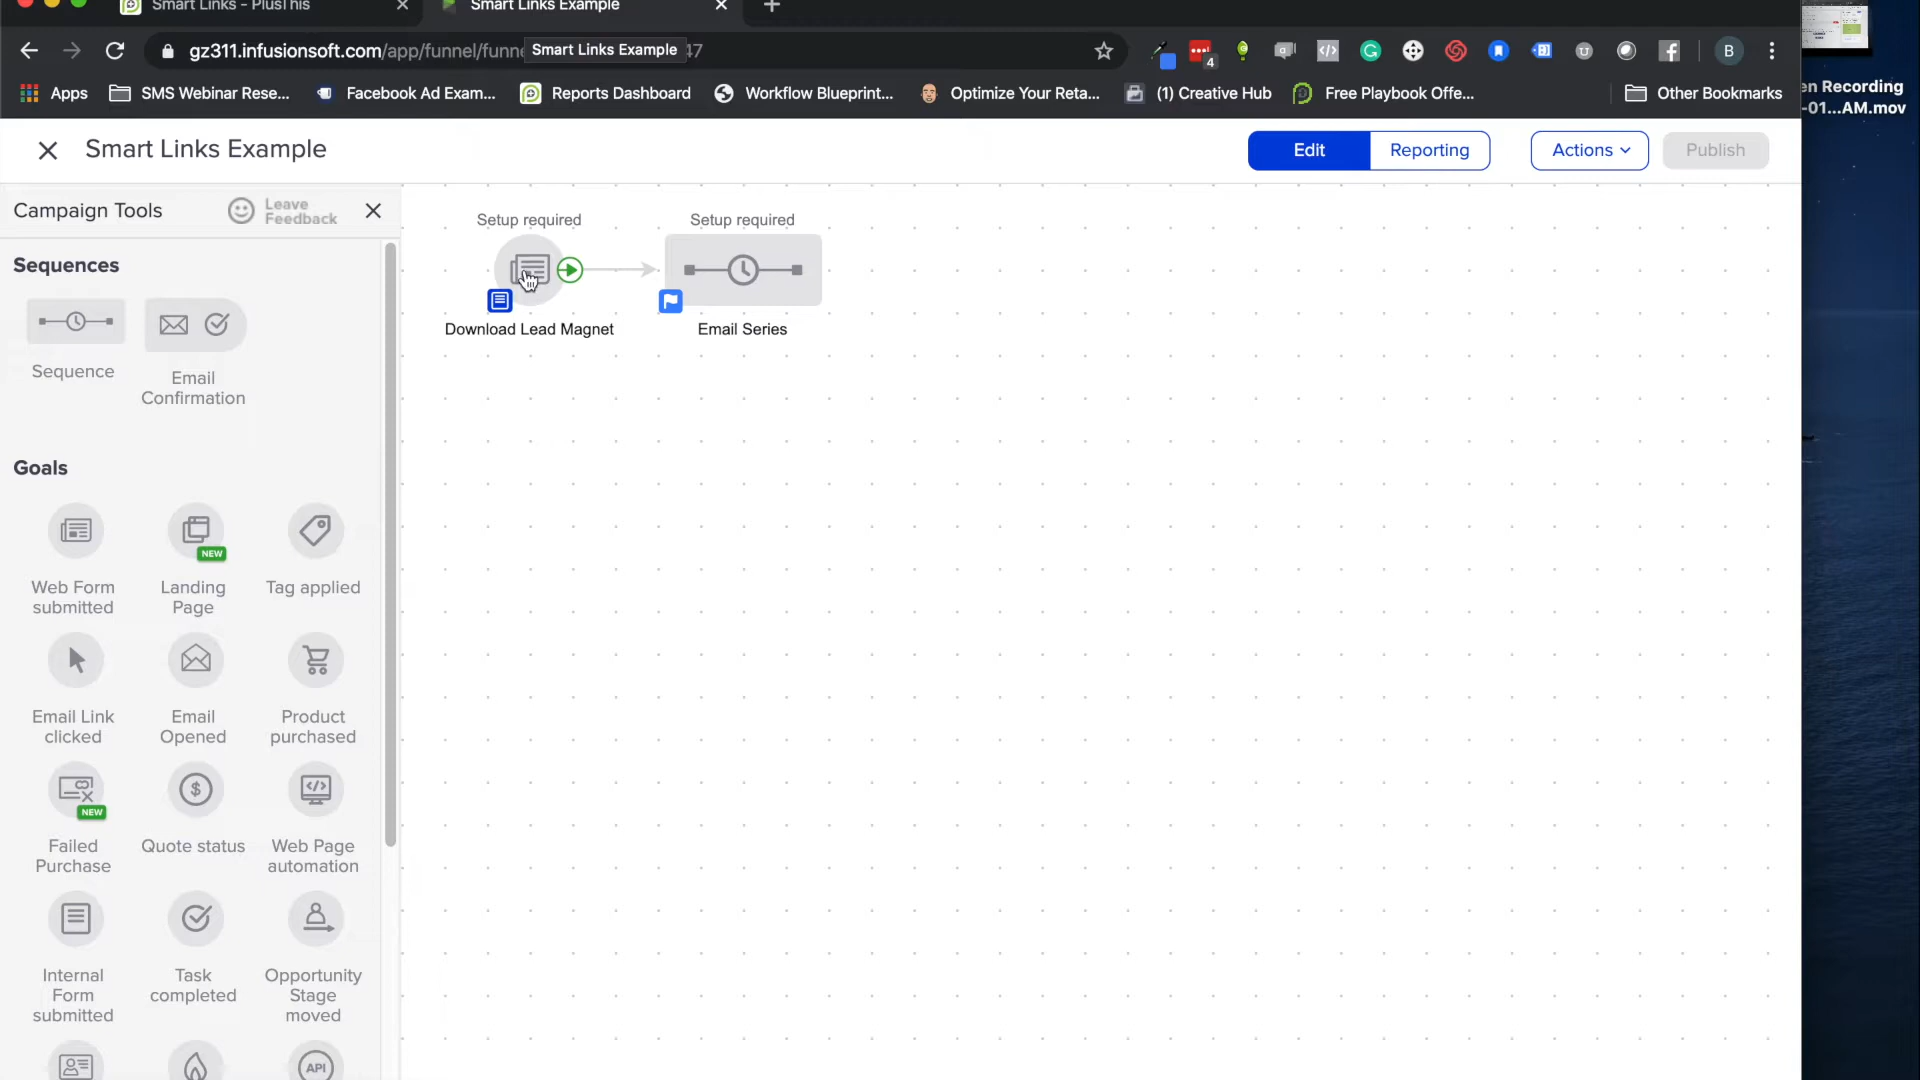 Smart Links - PlusThis
Smart Links Example
gz311.infusionsoft.com/app/funnel/funne
Smart Links Example
47
4
B
Apps
SMS Webinar Rese...
Facebook Ad Exam...
Reports Dashboard
Workflow Blueprint...
Optimize Your Reta...
(1) Creative Hub
Free Playbook Offe...
Other Bookmarks
en Recording
-01...AM.mov
Smart Links Example
Edit
Reporting
Actions
Publish
Campaign Tools
Leave
Feedback
Setup required
Setup required
Download Lead Magnet
Email Series
Sequences
Sequence
Email
Confirmation
Goals
NEW
Web Form
submitted
Landing
Page
Tag applied
Email Link
clicked
Email
Opened
Product
purchased
NEW
Failed
Purchase
Quote status
Web Page
automation
Internal
Form
submitted
Task
completed
Opportunity
Stage
moved
API